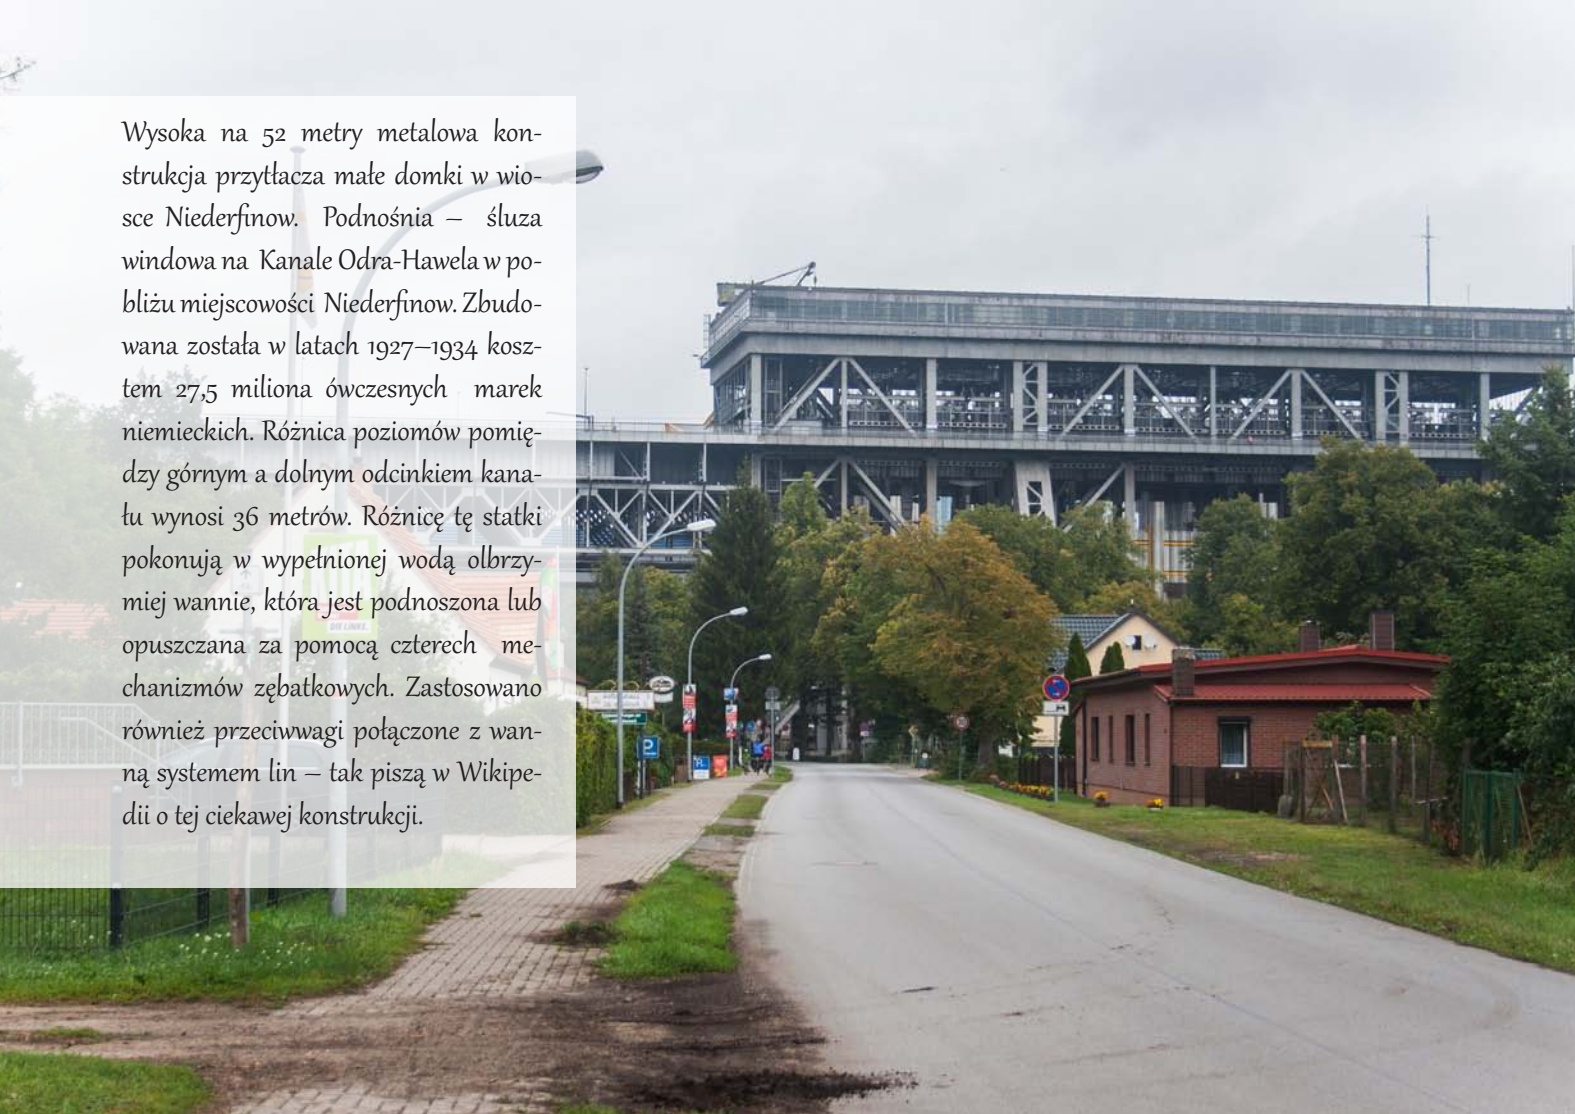 Wysoka na 52 metry metalowa kon-
strukcja przytłacza małe domki w wio-
sce Niederfinow. Podnośnia – śluza
windowa na Kanale Odra-Hawela w po-
bliżu miejscowości Niederfinow. Zbudo-
wana została w latach 1927–1934 kosz-
tem 27,5 miliona ówczesnych marek
niemieckich. Różnica poziomów pomię-
dzy górnym a dolnym odcinkiem kana-
łu wynosi 36 metrów. Różnicę tę statki
pokonują w wypełnionej wodą olbrzy-
miej wannie, która jest podnoszona lub
opuszczana za pomocą czterech me-
chanizmów zębatkowych. Zastosowano
również przeciwwagi połączone z wan-
ną systemem lin – tak piszą w Wikipe-
dii o tej ciekawej konstrukcji.
DIE LINKE.
P
P